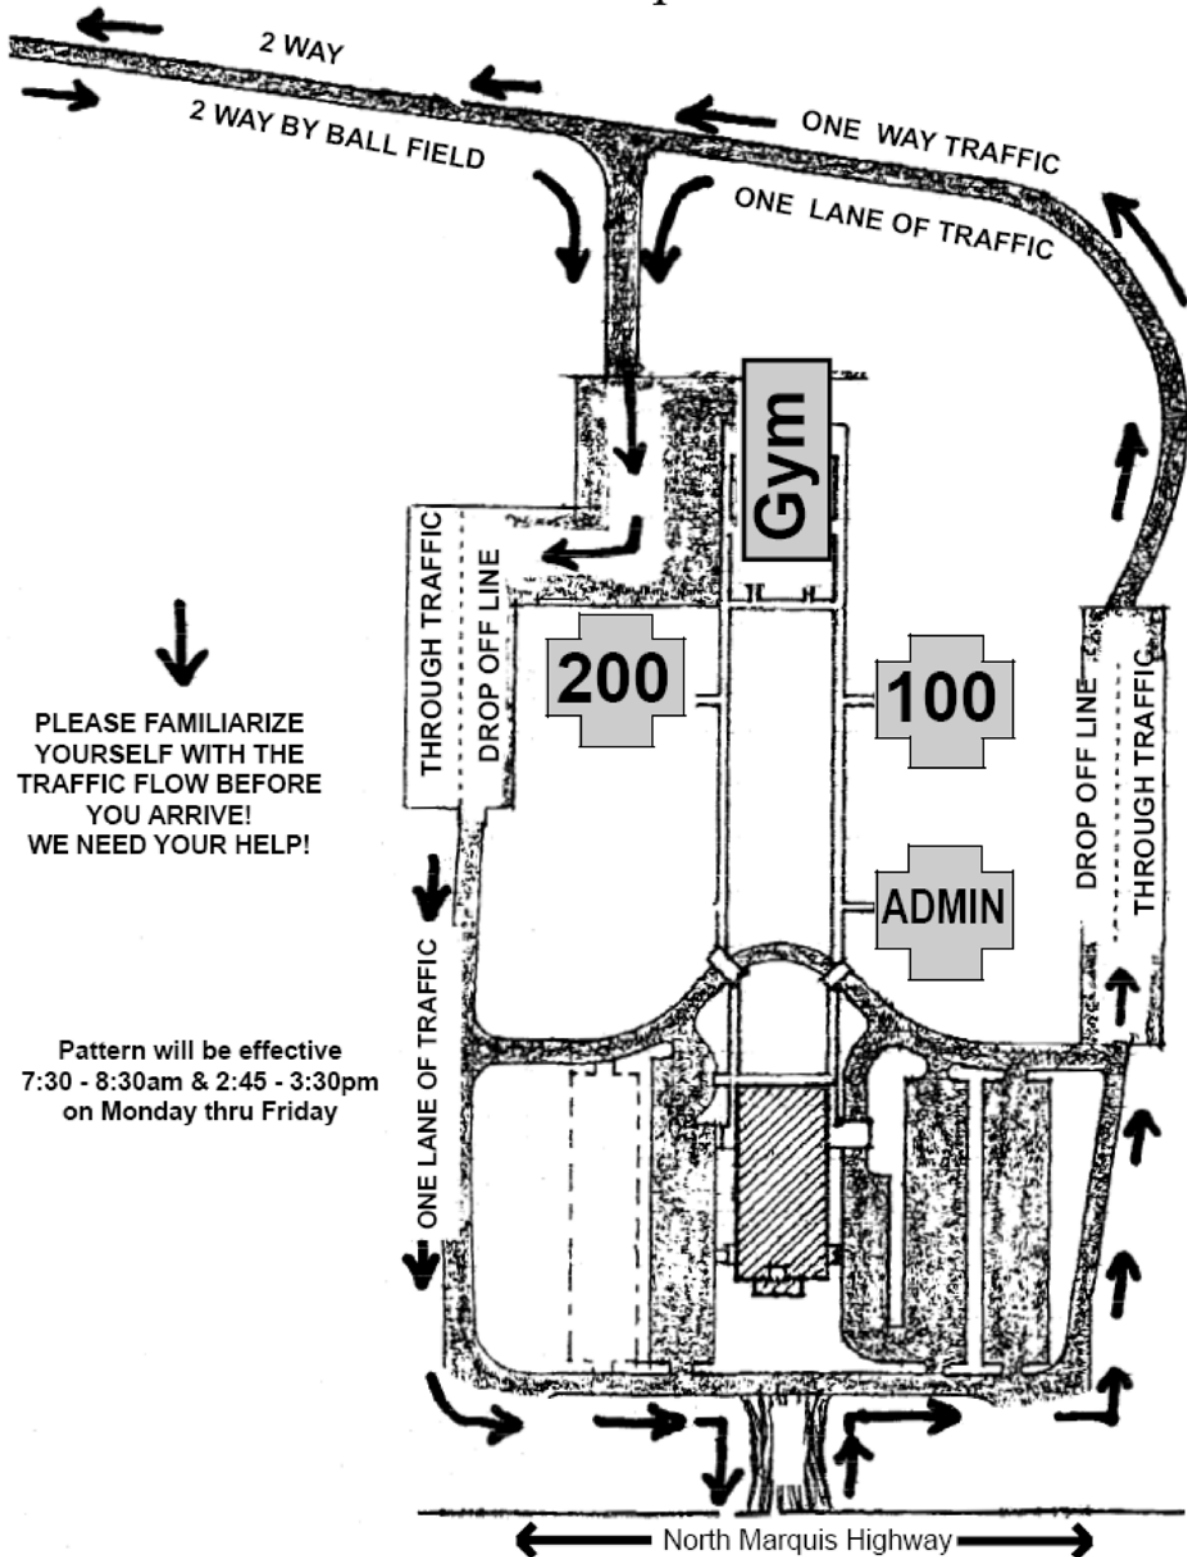 2 WAY
2 WAY BY BALL FIELD
ONE WAY TRAFFIC
ONE LANE OF TRAFFIC
Gym
THROUGH TRAFFIC
DROP OFF LINE
200
100
DROP OFF LINE
THROUGH TRAFFIC
PLEASE FAMILIARIZE
YOURSELF WITH THE
TRAFFIC FLOW BEFORE
YOU ARRIVE!
WE NEED YOUR HELP!
ADMIN
ONE LANE OF TRAFFIC
Pattern will be effective
7:30 - 8:30am & 2:45 - 3:30pm
on Monday thru Friday
North Marquis Highway